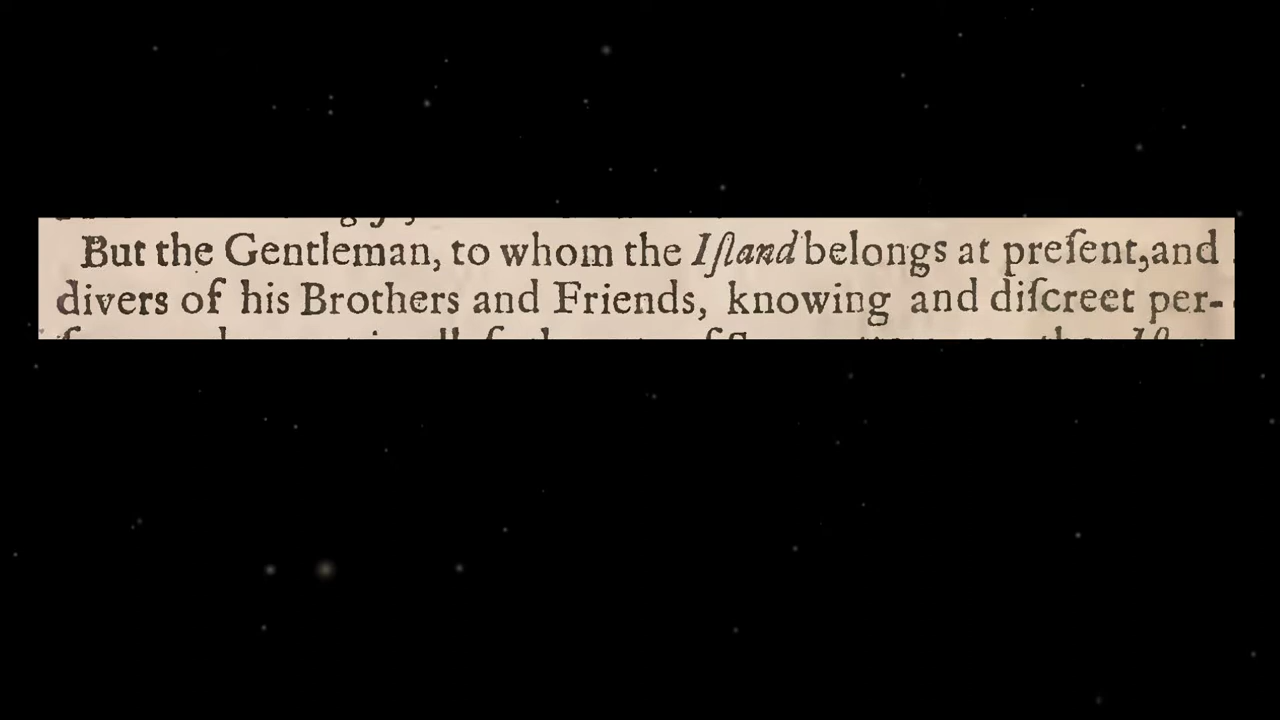 But the Gentleman, to whom the Iſland belongs at preſent, and
divers of his Brothers and Friends, knowing and diſcreet per-